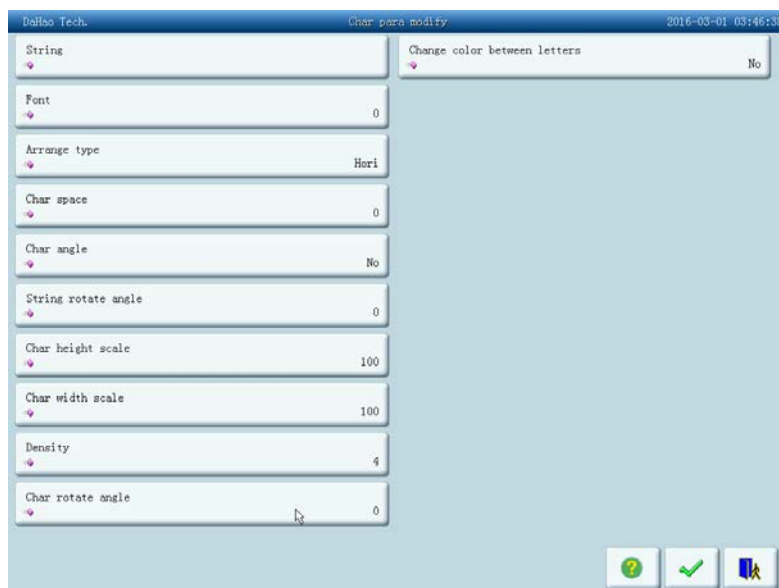 DaHao Tech. Char para modify 2016-03-01 03:46:3
String
Font
0
Arrange type
Hori
Char space
0
Char angle
No
String rotate angle
0
Char height scale
100
Char width scale
100
Density
4
Char rotate angle
0
Change color between letters
No
?